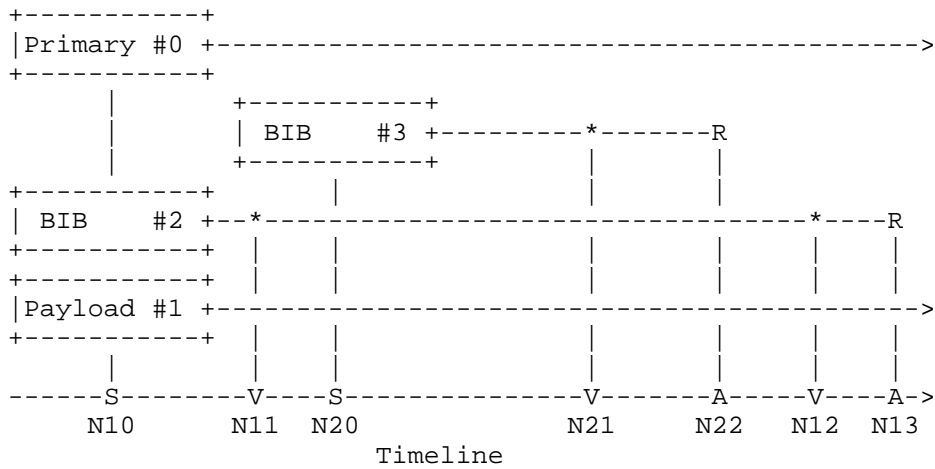 +-----------+
|Primary #0 +-------------------------------------------->
+-----------+
      |       +-----------+
      |       | BIB    #3 +---------*-------R
      |       +-----------+         |       |
+-----------+       |               |       |
| BIB    #2 +--*----------------------------------*----R
+-----------+  |    |               |       |     |    |
+-----------+  |    |               |       |     |    |
|Payload #1 +-------------------------------------------->
+-----------+  |    |               |       |     |    |
      |        |    |               |       |     |    |
------S--------V----S---------------V-------A-----V----A->
     N10      N11  N20             N21     N22   N12  N13
                       Timeline